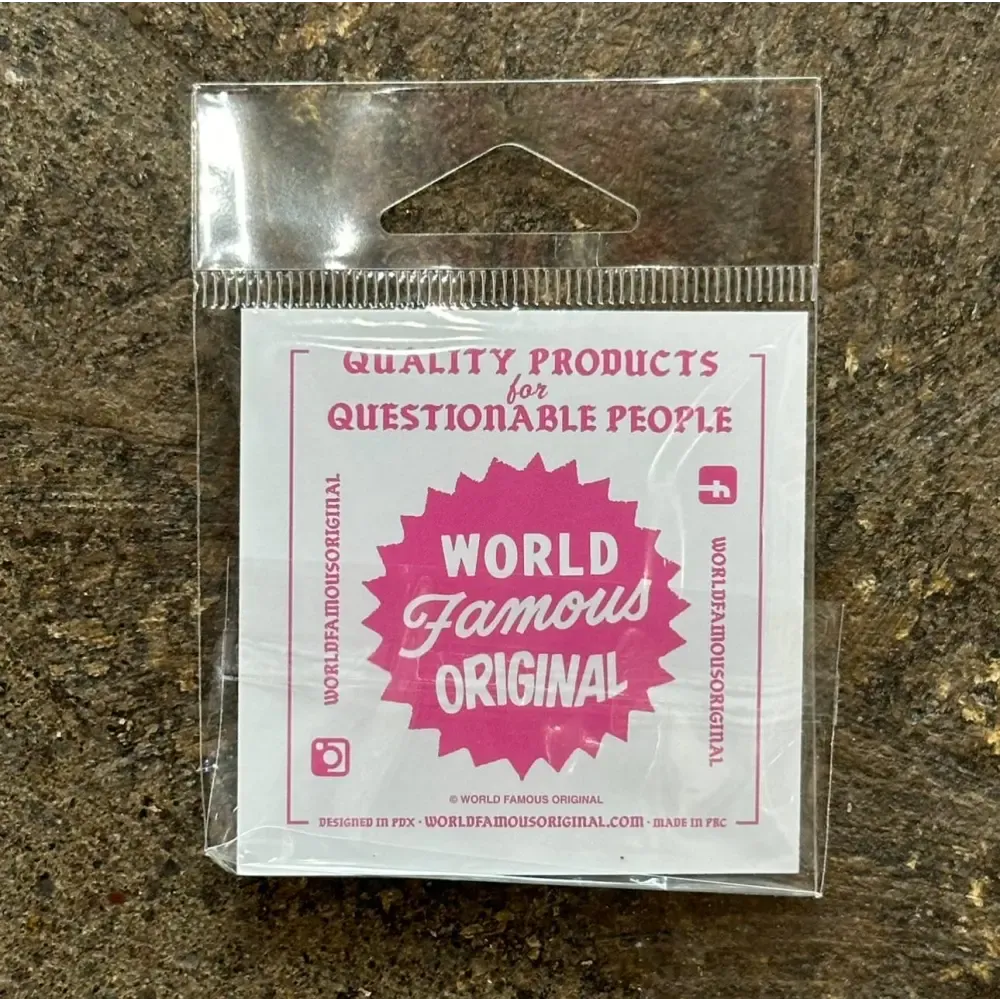 QUALITY PRODUCTS
for
QUESTIONABLE PEOPLE
WORLDFAMOUSORIGINAL
WORLD
Famous
ORIGINAL
WORLDFAMOUSORIGINAL
© WORLD FAMOUS ORIGINAL
DESIGNED IN PDX · WORLDFAMOUSORIGINAL.COM · MADE IN PRC